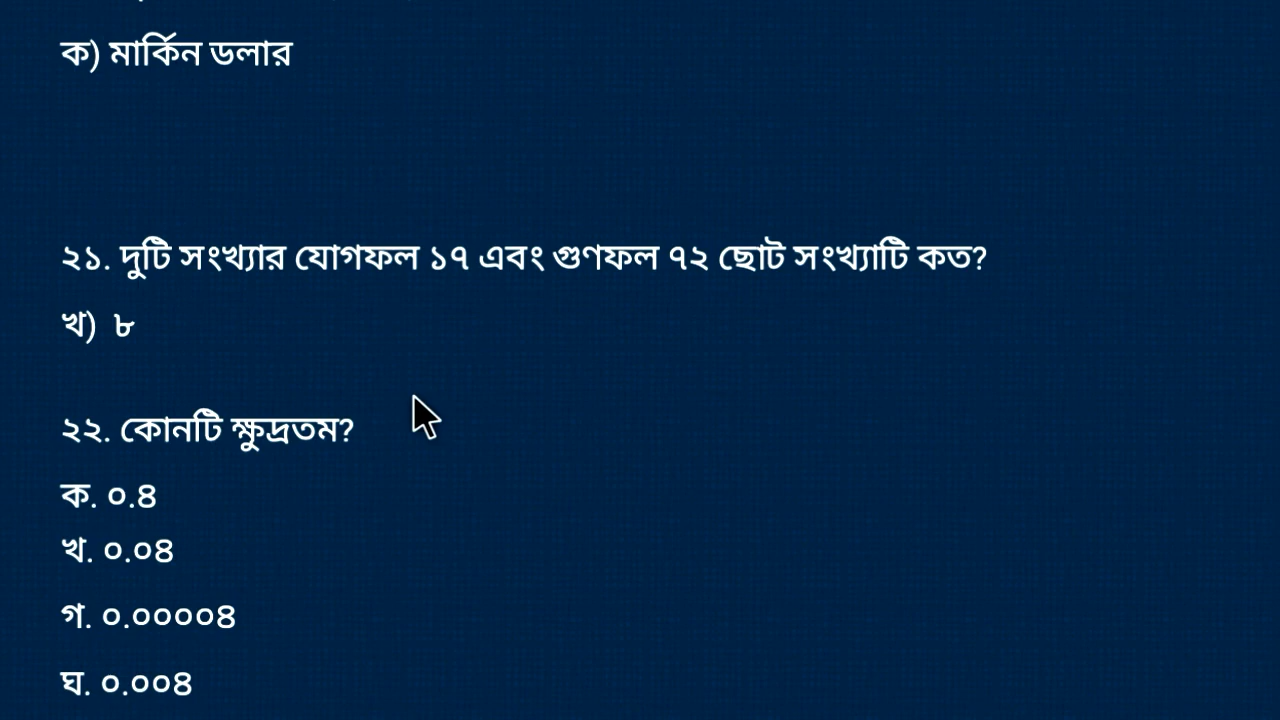 ক) মার্কিন ডলার
২১. দুটি সংখ্যার যোগফল ১৭ এবং গুণফল ৭২ ছোট সংখ্যাটি কত?
খ) ৮
২২. কোনটি ক্ষুদ্রতম?
ক. ০.৪
খ. ০.০৪
গ. ০.০০০০৪
ঘ. ০.০০৪